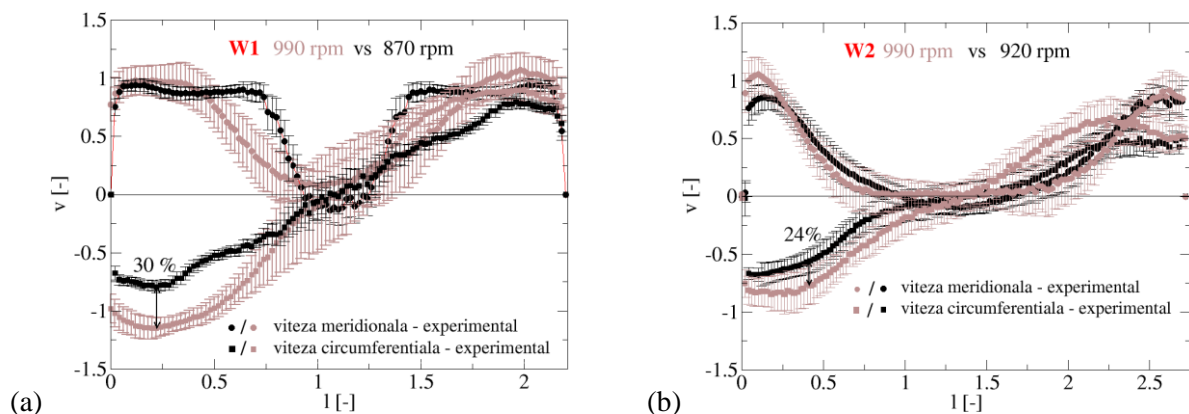 W1 990 rpm vs 870 rpm
1.5
1
0.5
0
-0.5
-1
-1.5
v [-]
30 %
● / ● viteza meridionala - experimental
■ / ■ viteza circumferentiala - experimental
0 0.5 1 1.5 2
l [-]
(a)
W2 990 rpm vs 920 rpm
1.5
1
0.5
0
-0.5
-1
-1.5
v [-]
24%
● / ● viteza meridionala - experimental
■ / ■ viteza circumferentiala - experimental
0 0.5 1 1.5 2 2.5
l [-]
(b)